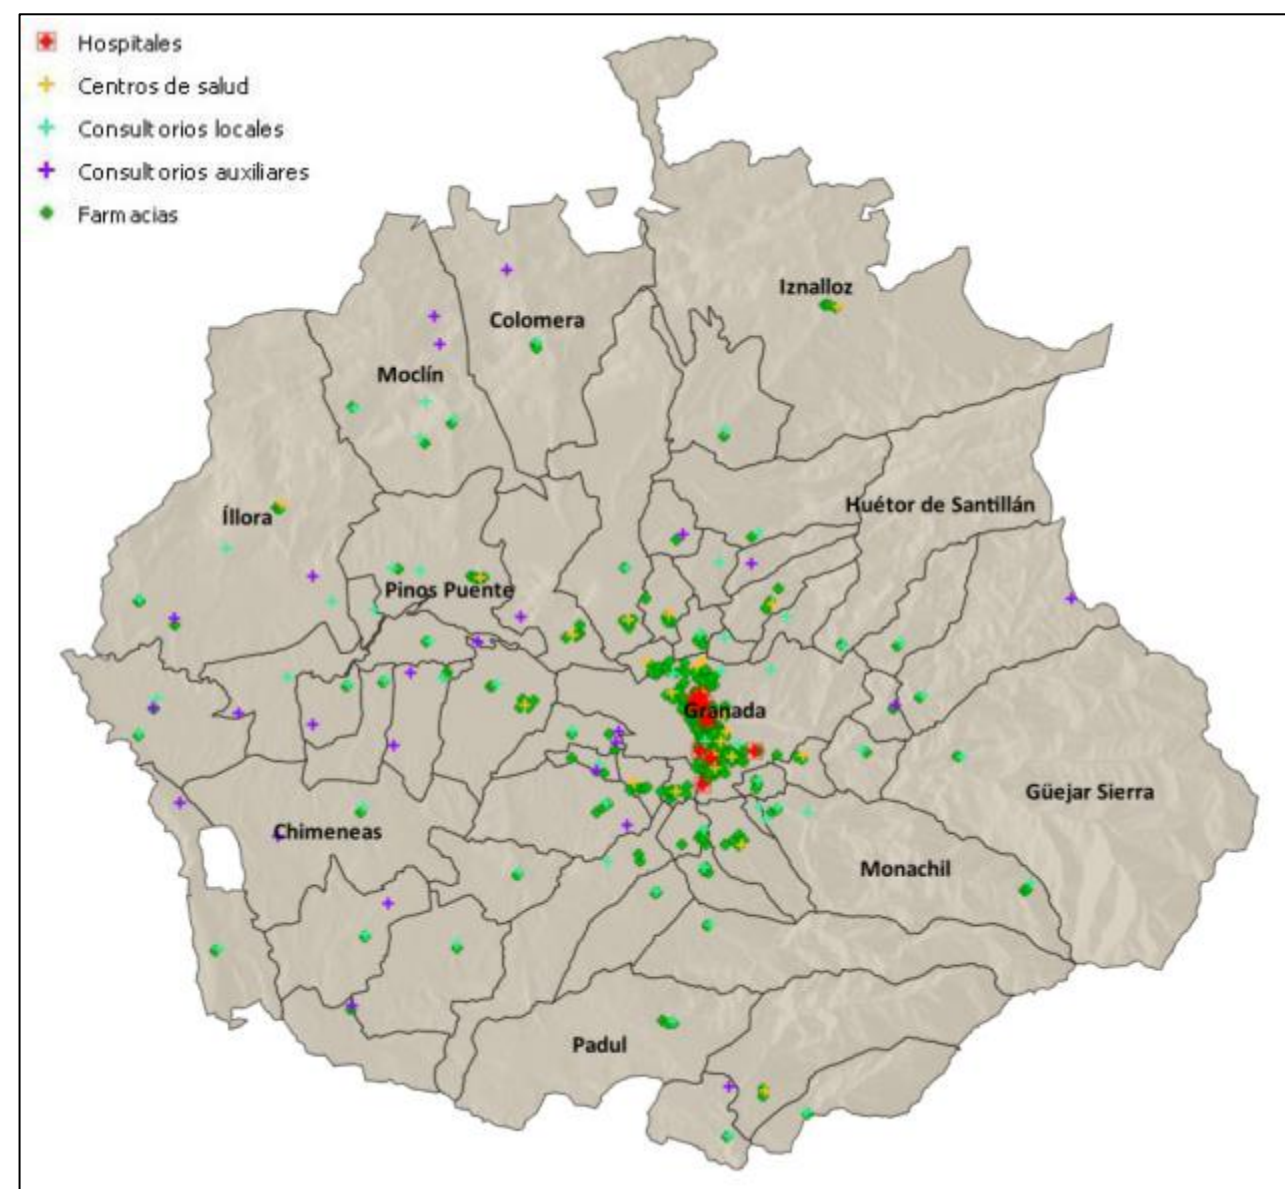 Hospitales
Centros de salud
Consultorios locales
Consultorios auxiliares
Farmacias
Iznalloz
Colomera
Moclín
Huétor de Santillán
Íllora
Pinos Puente
Granada
Güejar Sierra
Chimeneas
Monachil
Padul